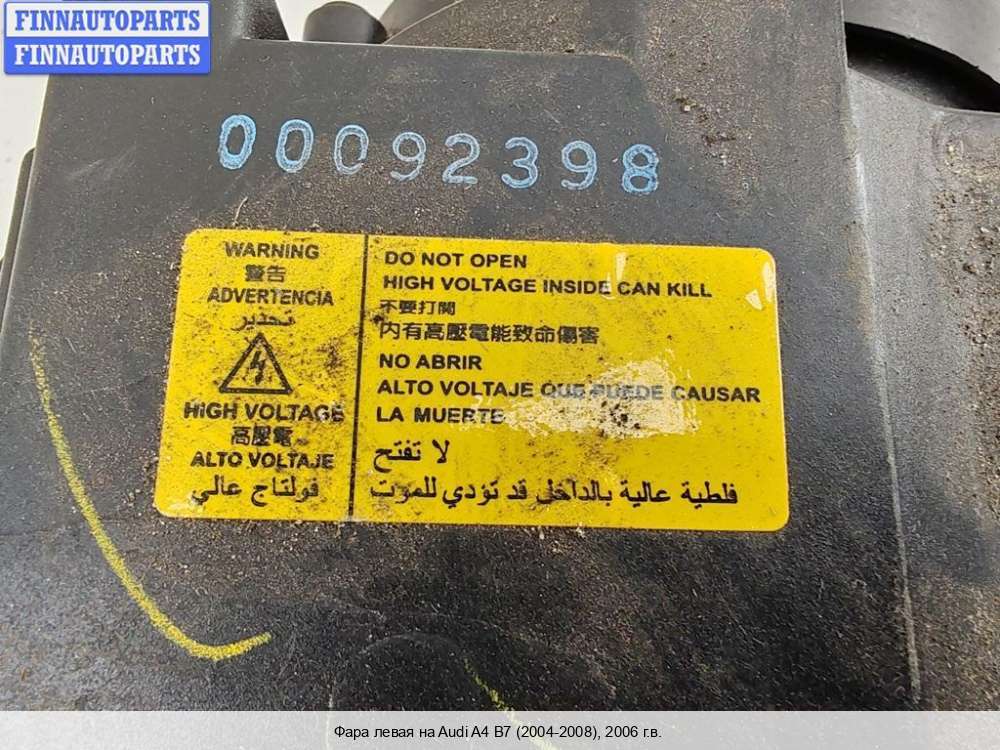 FINNAUTOPARTS
FINNAUTOPARTS
00092398
WARNING
警告
ADVERTENCIA
تحذير
HIGH VOLTAGE
高壓電
ALTO VOLTAJE
ڤولتاج عالي
DO NOT OPEN
HIGH VOLTAGE INSIDE CAN KILL
不要打開
内有高壓電能致命傷害
NO ABRIR
ALTO VOLTAJE QUE PUEDE CAUSAR
LA MUERTE
لا تفتح
فلطية عالية بالداخل قد تؤدي للموت
Фара левая на Audi A4 B7 (2004-2008), 2006 г.в.